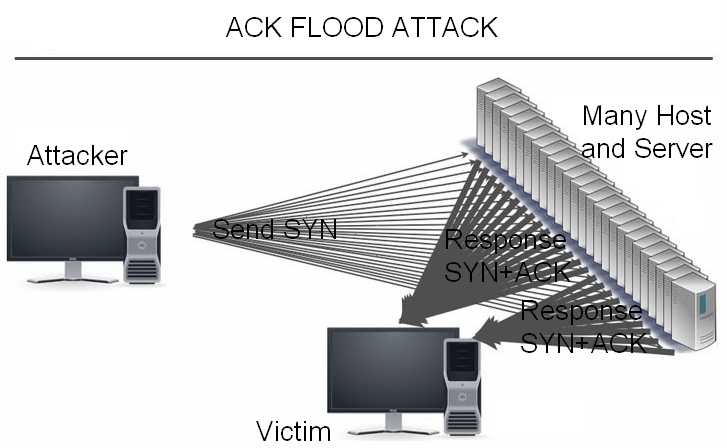 ACK FLOOD ATTACK
Many Host
and Server
Attacker
Send SYN
Response
SYN+ACK
Response
SYN+ACK
Victim